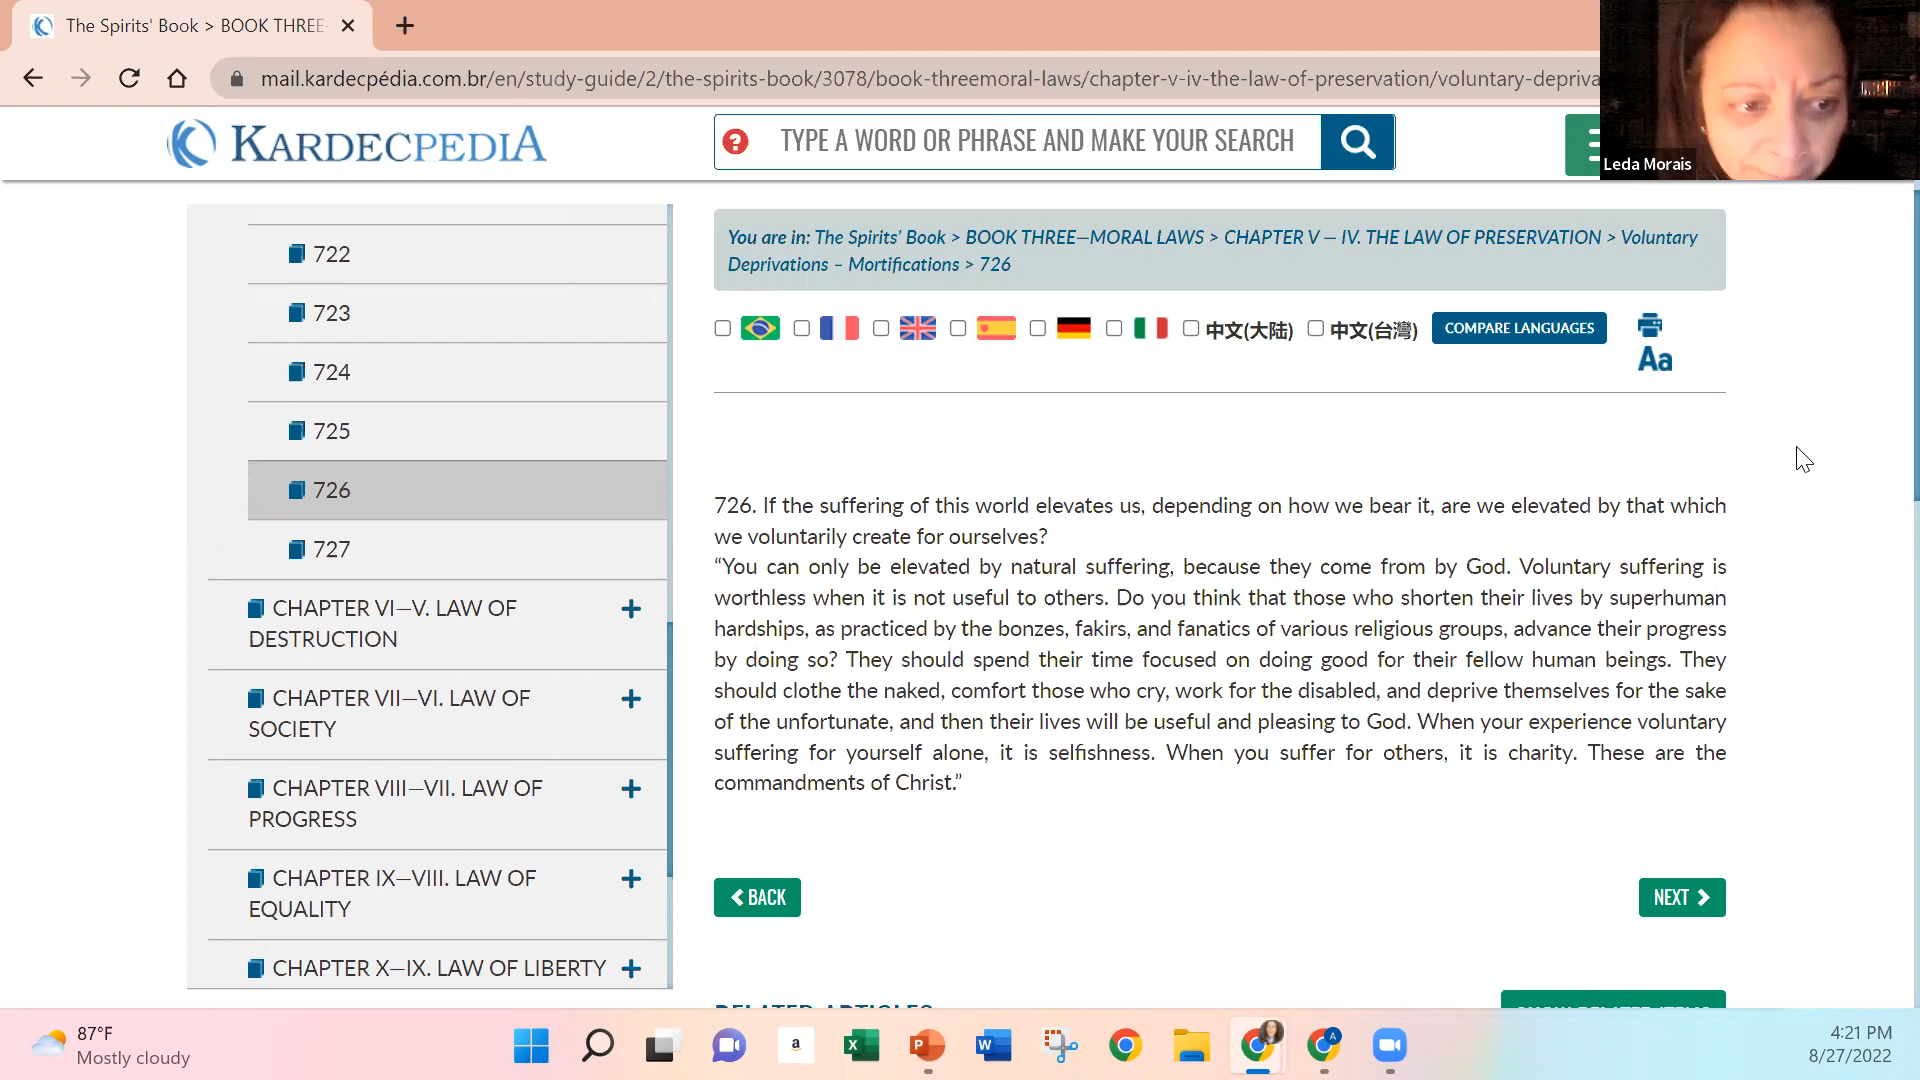 The Spirits' Book > BOOK THREE
mail.kardecpédia.com.br/en/study-guide/2/the-spirits-book/3078/book-threemoral-laws/chapter-v-iv-the-law-of-preservation/voluntary-depriva
Leda Morais
KARDECPEDIA
TYPE A WORD OR PHRASE AND MAKE YOUR SEARCH
722
723
724
725
726
727
CHAPTER VI—V. LAW OF
DESTRUCTION
CHAPTER VII—VI. LAW OF
SOCIETY
CHAPTER VIII—VII. LAW OF
PROGRESS
CHAPTER IX—VIII. LAW OF
EQUALITY
CHAPTER X—IX. LAW OF LIBERTY
You are in: The Spirits' Book > BOOK THREE—MORAL LAWS > CHAPTER V — IV. THE LAW OF PRESERVATION > Voluntary
Deprivations – Mortifications > 726
中文(大陆) 中文(台灣) COMPARE LANGUAGES
Aa
726. If the suffering of this world elevates us, depending on how we bear it, are we elevated by that which
we voluntarily create for ourselves?
“You can only be elevated by natural suffering, because they come from by God. Voluntary suffering is
worthless when it is not useful to others. Do you think that those who shorten their lives by superhuman
hardships, as practiced by the bonzes, fakirs, and fanatics of various religious groups, advance their progress
by doing so? They should spend their time focused on doing good for their fellow human beings. They
should clothe the naked, comfort those who cry, work for the disabled, and deprive themselves for the sake
of the unfortunate, and then their lives will be useful and pleasing to God. When your experience voluntary
suffering for yourself alone, it is selfishness. When you suffer for others, it is charity. These are the
commandments of Christ.”
BACK
NEXT
RELATED ARTICLES
SHOW RELATED ITEMS
87°F
Mostly cloudy
4:21 PM
8/27/2022